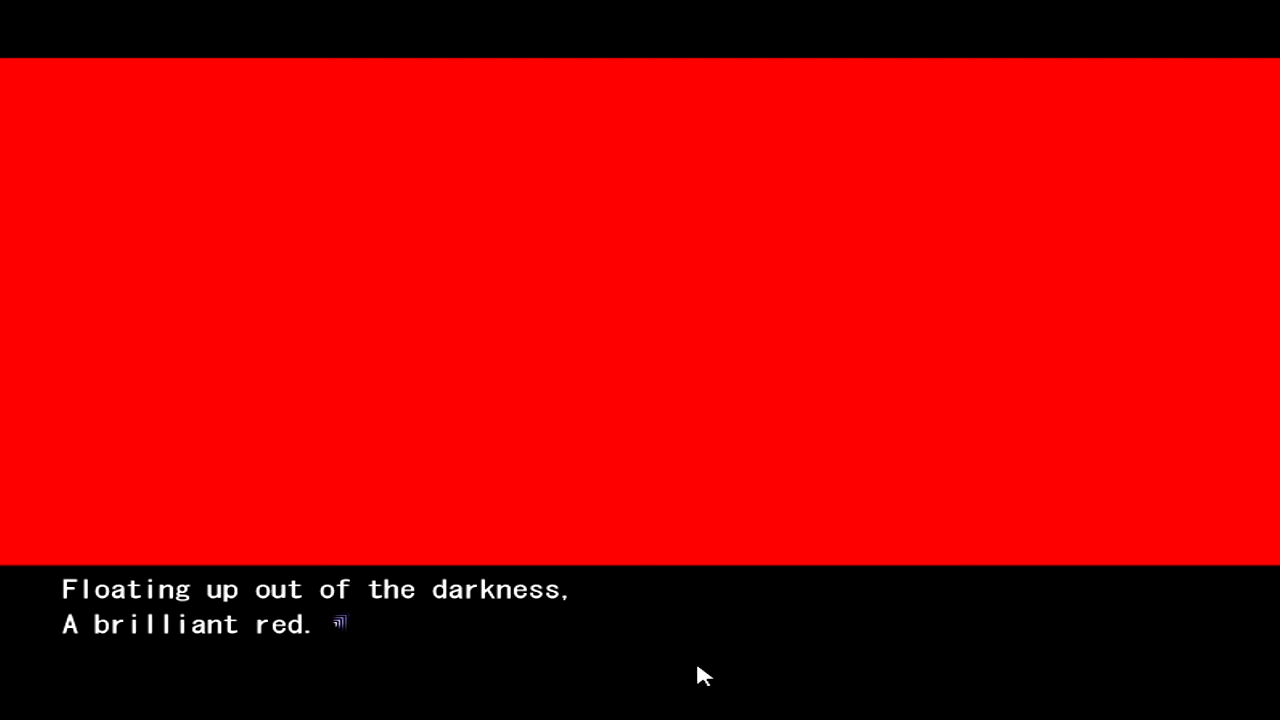 Floating up out of the darkness,
A brilliant red.